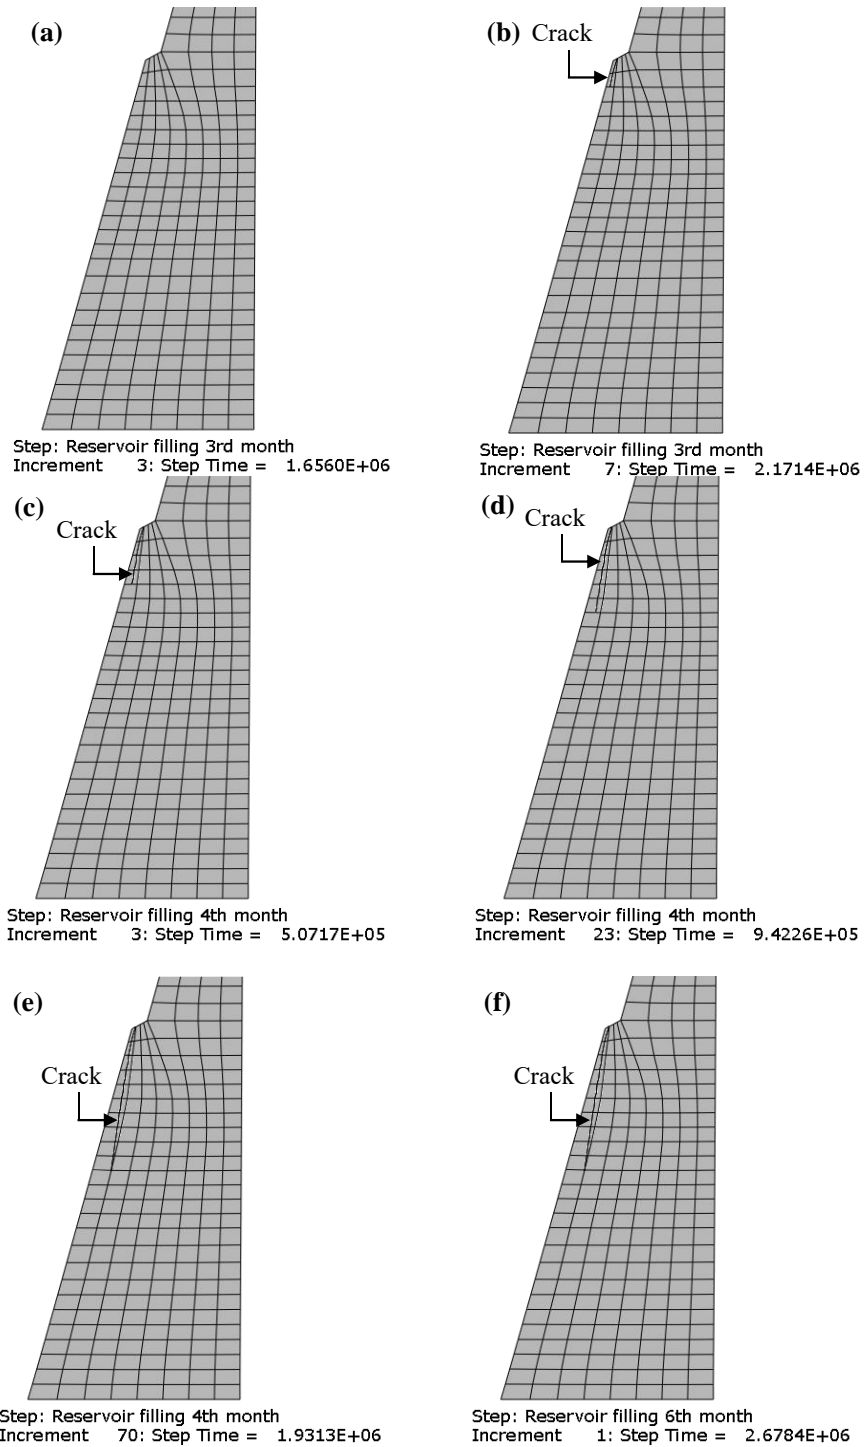 (a)
Step: Reservoir filling 3rd month
Increment 3: Step Time = 1.6560E+06
(b)
Crack
Step: Reservoir filling 3rd month
Increment 7: Step Time = 2.1714E+06
(c)
Crack
Step: Reservoir filling 4th month
Increment 3: Step Time = 5.0717E+05
(d)
Crack
Step: Reservoir filling 4th month
Increment 23: Step Time = 9.4226E+05
(e)
Crack
Step: Reservoir filling 4th month
Increment 70: Step Time = 1.9313E+06
(f)
Crack
Step: Reservoir filling 6th month
Increment 1: Step Time = 2.6784E+06